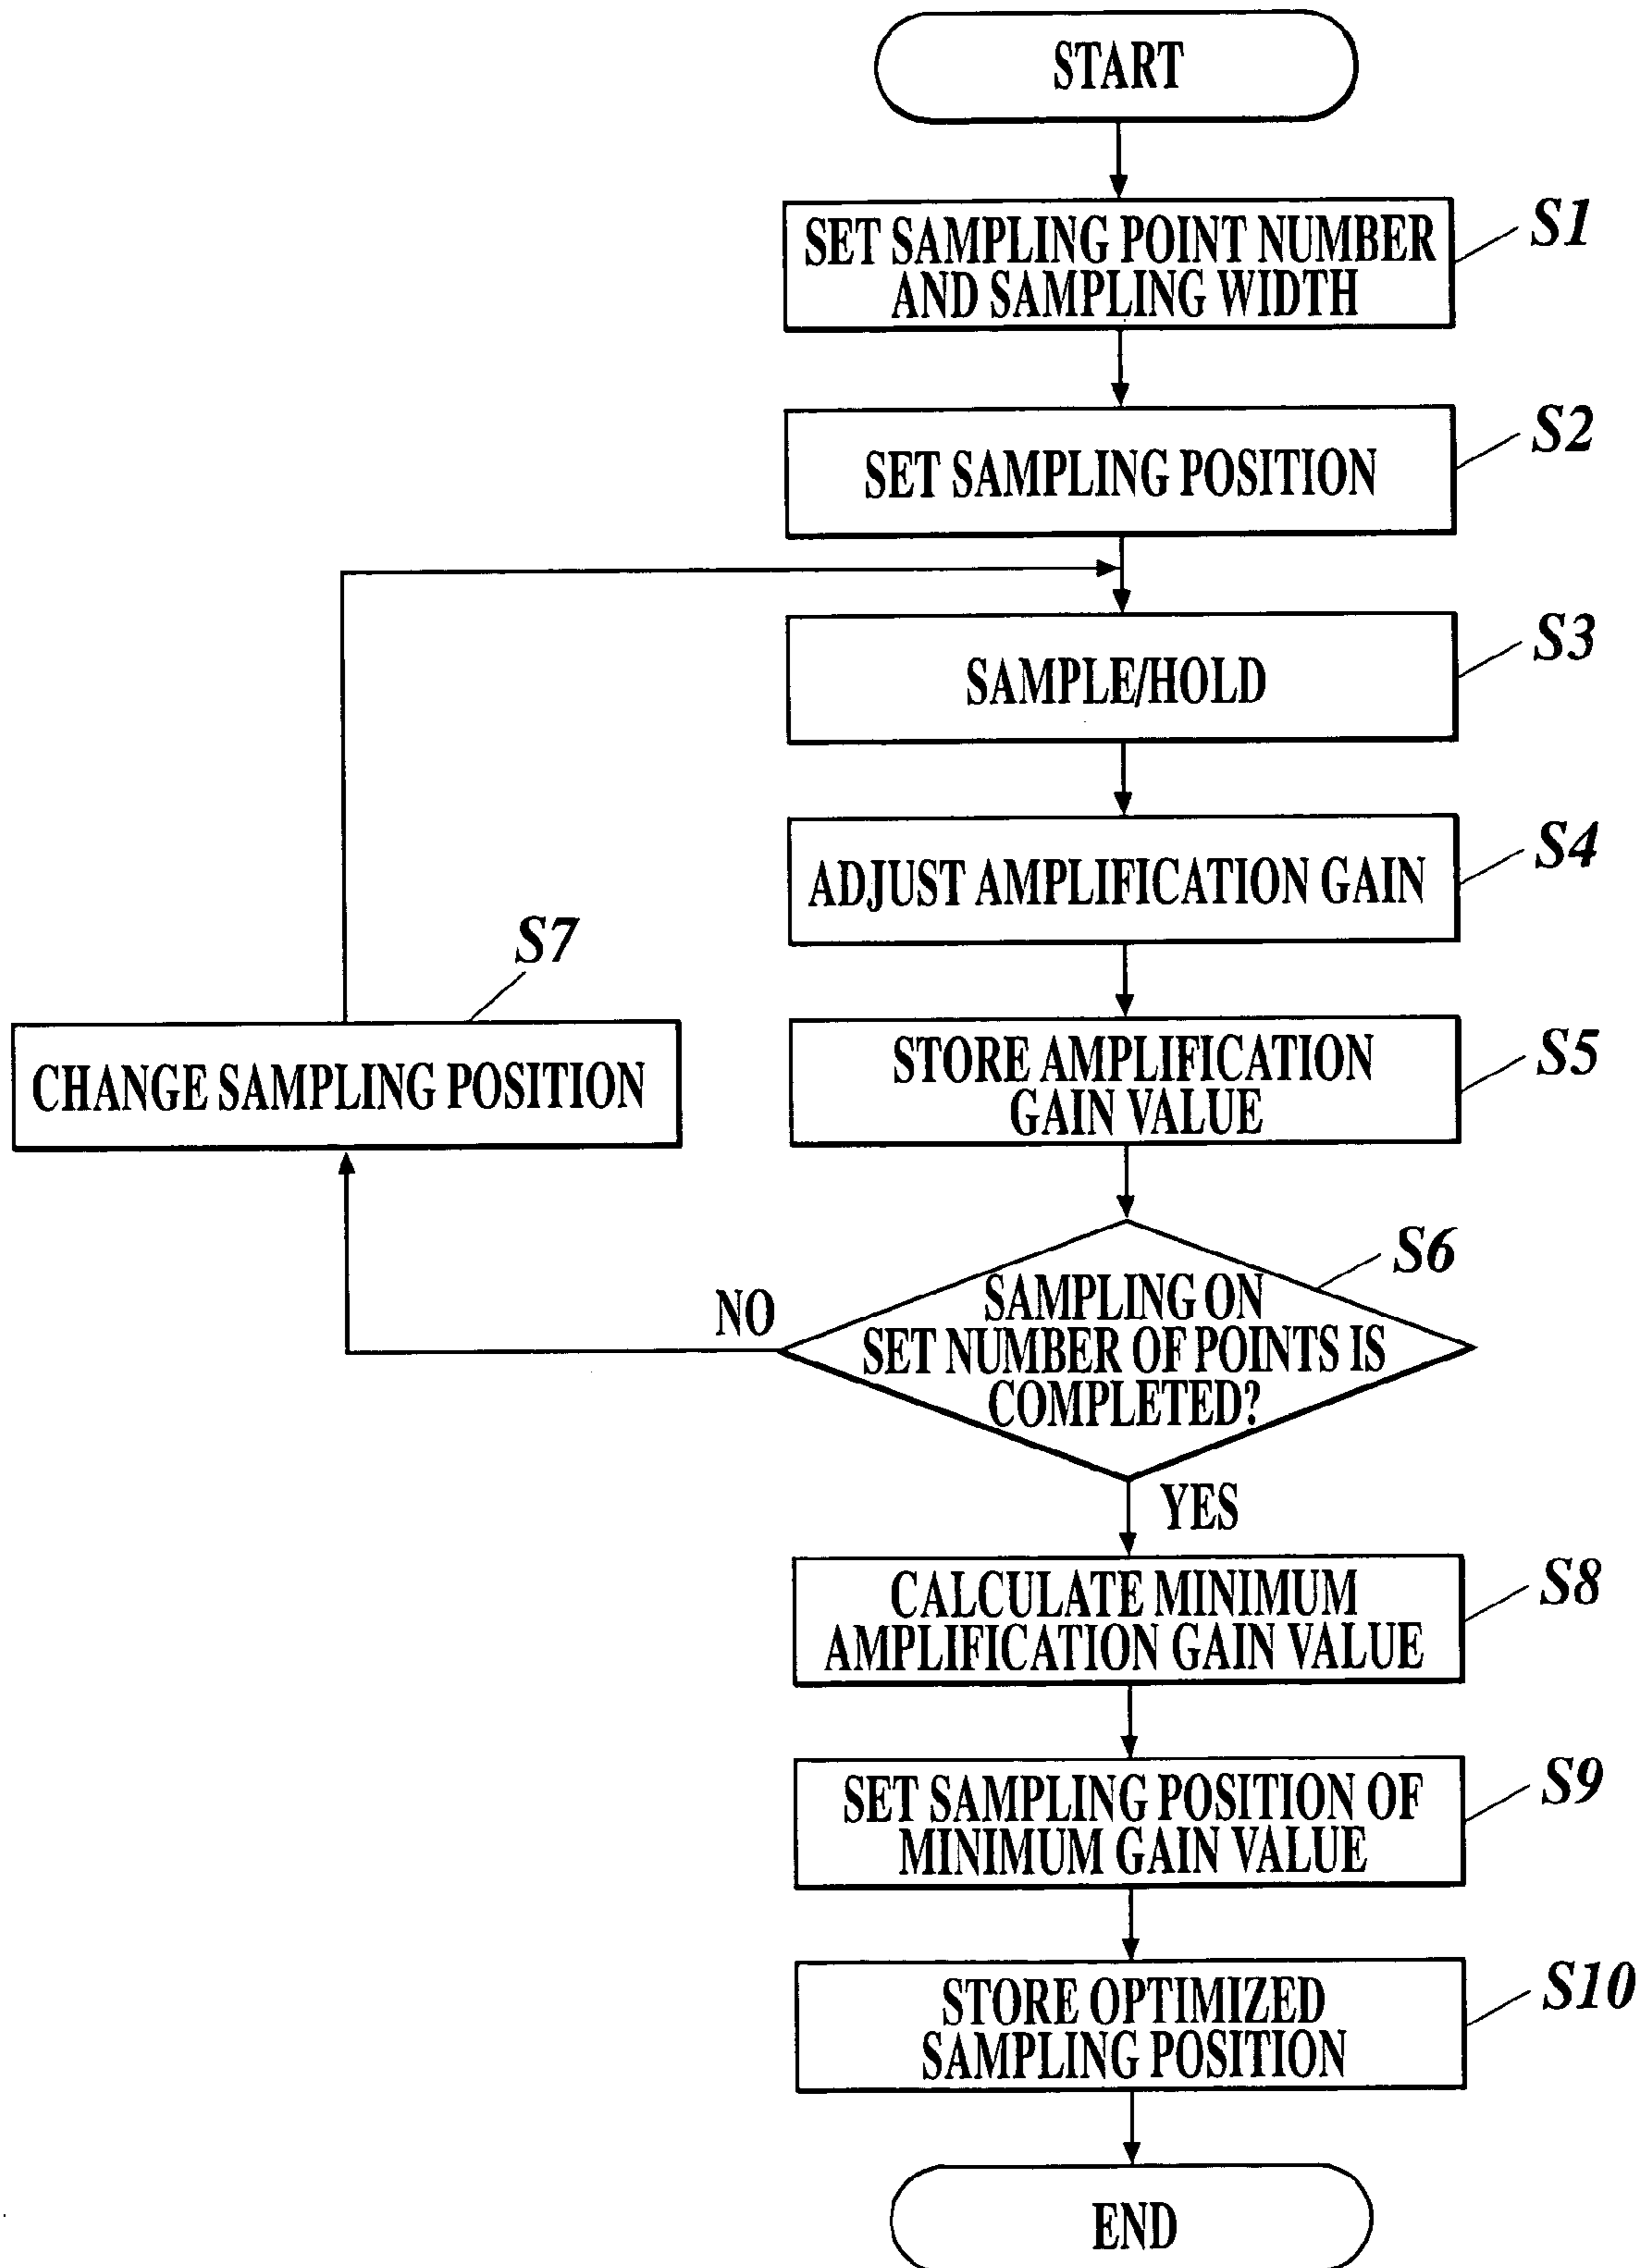 START
SET SAMPLING POINT NUMBER
AND SAMPLING WIDTH
S1
SET SAMPLING POSITION
S2
SAMPLE/HOLD
S3
ADJUST AMPLIFICATION GAIN
S4
S7
CHANGE SAMPLING POSITION
STORE AMPLIFICATION
GAIN VALUE
S5
SAMPLING ON
SET NUMBER OF POINTS IS
COMPLETED?
S6
NO
YES
CALCULATE MINIMUM
AMPLIFICATION GAIN VALUE
S8
SET SAMPLING POSITION OF
MINIMUM GAIN VALUE
S9
STORE OPTIMIZED
SAMPLING POSITION
S10
END